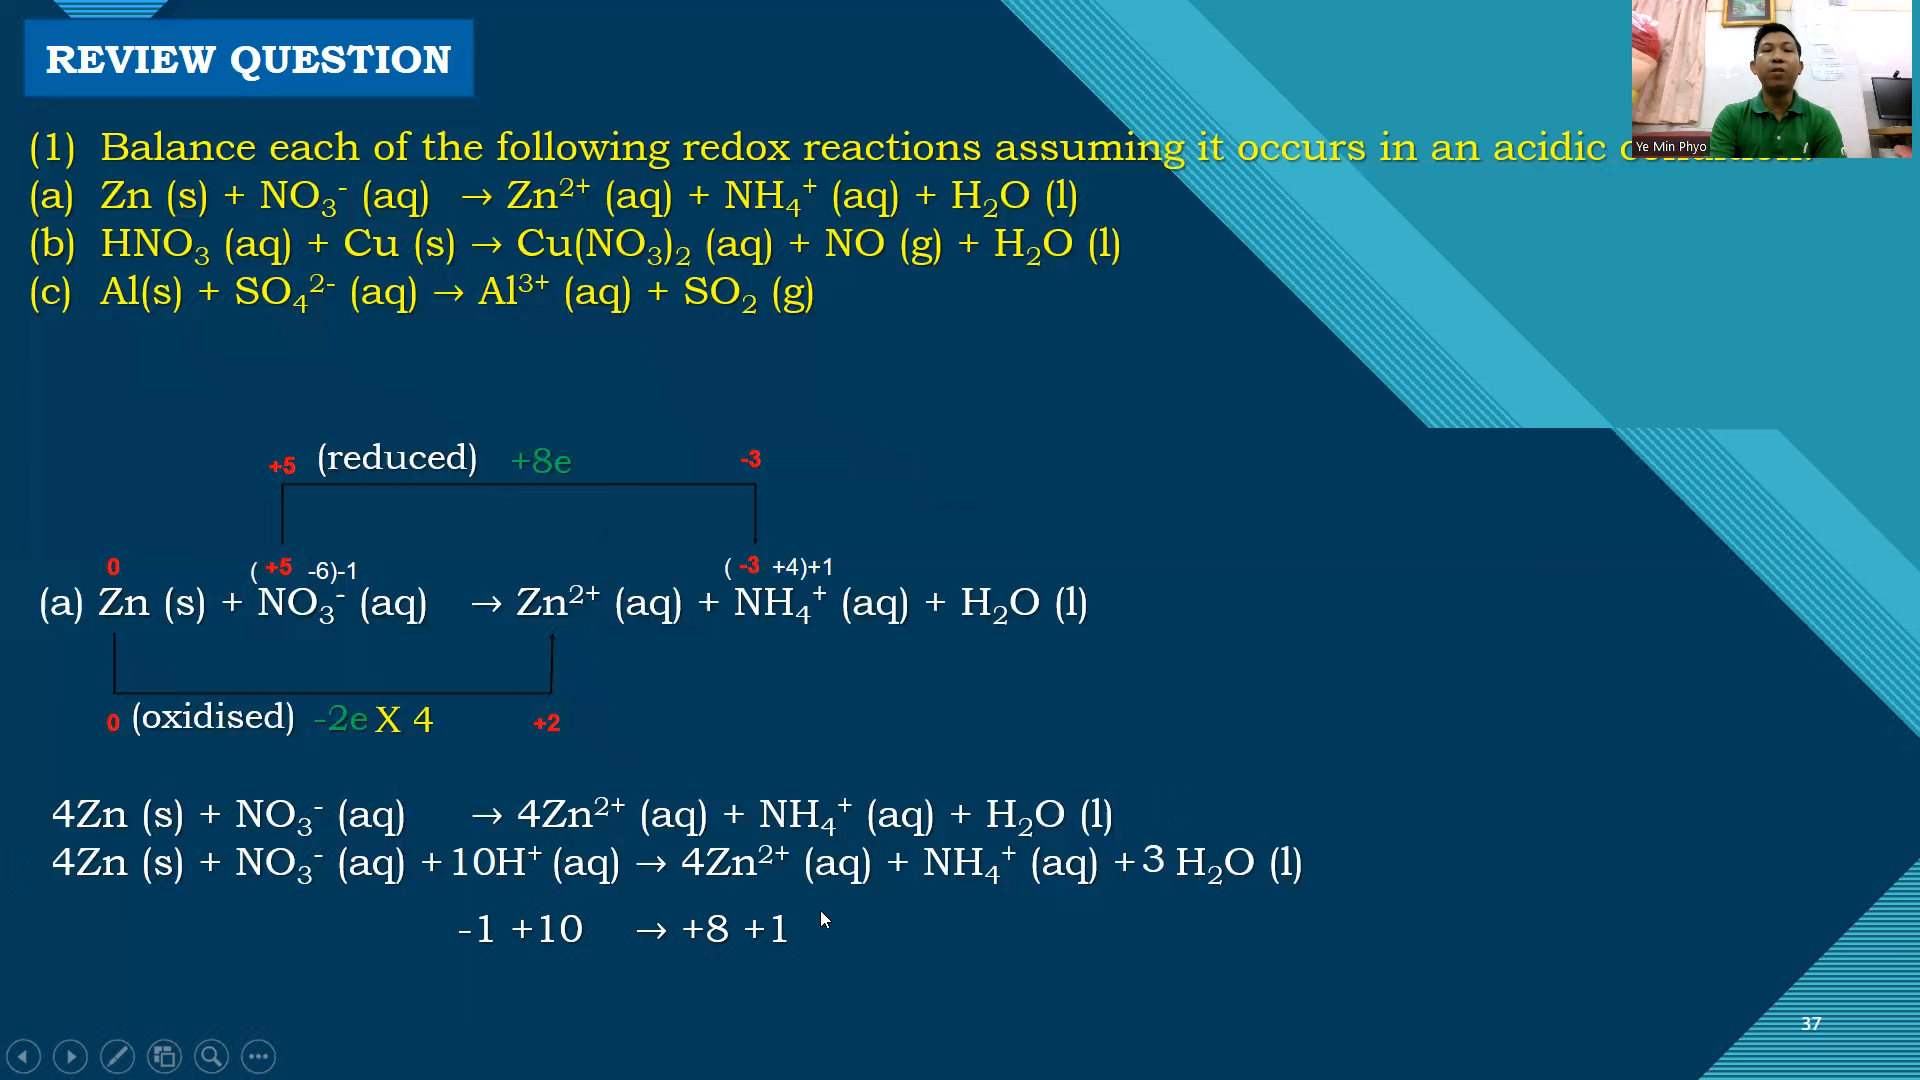 REVIEW QUESTION
(1) Balance each of the following redox reactions assuming it occurs in an acidic
(a) Zn (s) + NO₃⁻ (aq) → Zn²⁺ (aq) + NH₄⁺ (aq) + H₂O (l)
(b) HNO₃ (aq) + Cu (s) → Cu(NO₃)₂ (aq) + NO (g) + H₂O (l)
(c) Al(s) + SO₄²⁻ (aq) → Al³⁺ (aq) + SO₂ (g)
Ye Min Phyo
+5 (reduced) +8e -3
0 ( +5 -6)-1 ( -3 +4)+1
(a) Zn (s) + NO₃⁻ (aq) → Zn²⁺ (aq) + NH₄⁺ (aq) + H₂O (l)
0 (oxidised) -2e X 4 +2
4Zn (s) + NO₃⁻ (aq) → 4Zn²⁺ (aq) + NH₄⁺ (aq) + H₂O (l)
4Zn (s) + NO₃⁻ (aq) +10H⁺ (aq) → 4Zn²⁺ (aq) + NH₄⁺ (aq) +3 H₂O (l)
-1 +10 → +8 +1
37